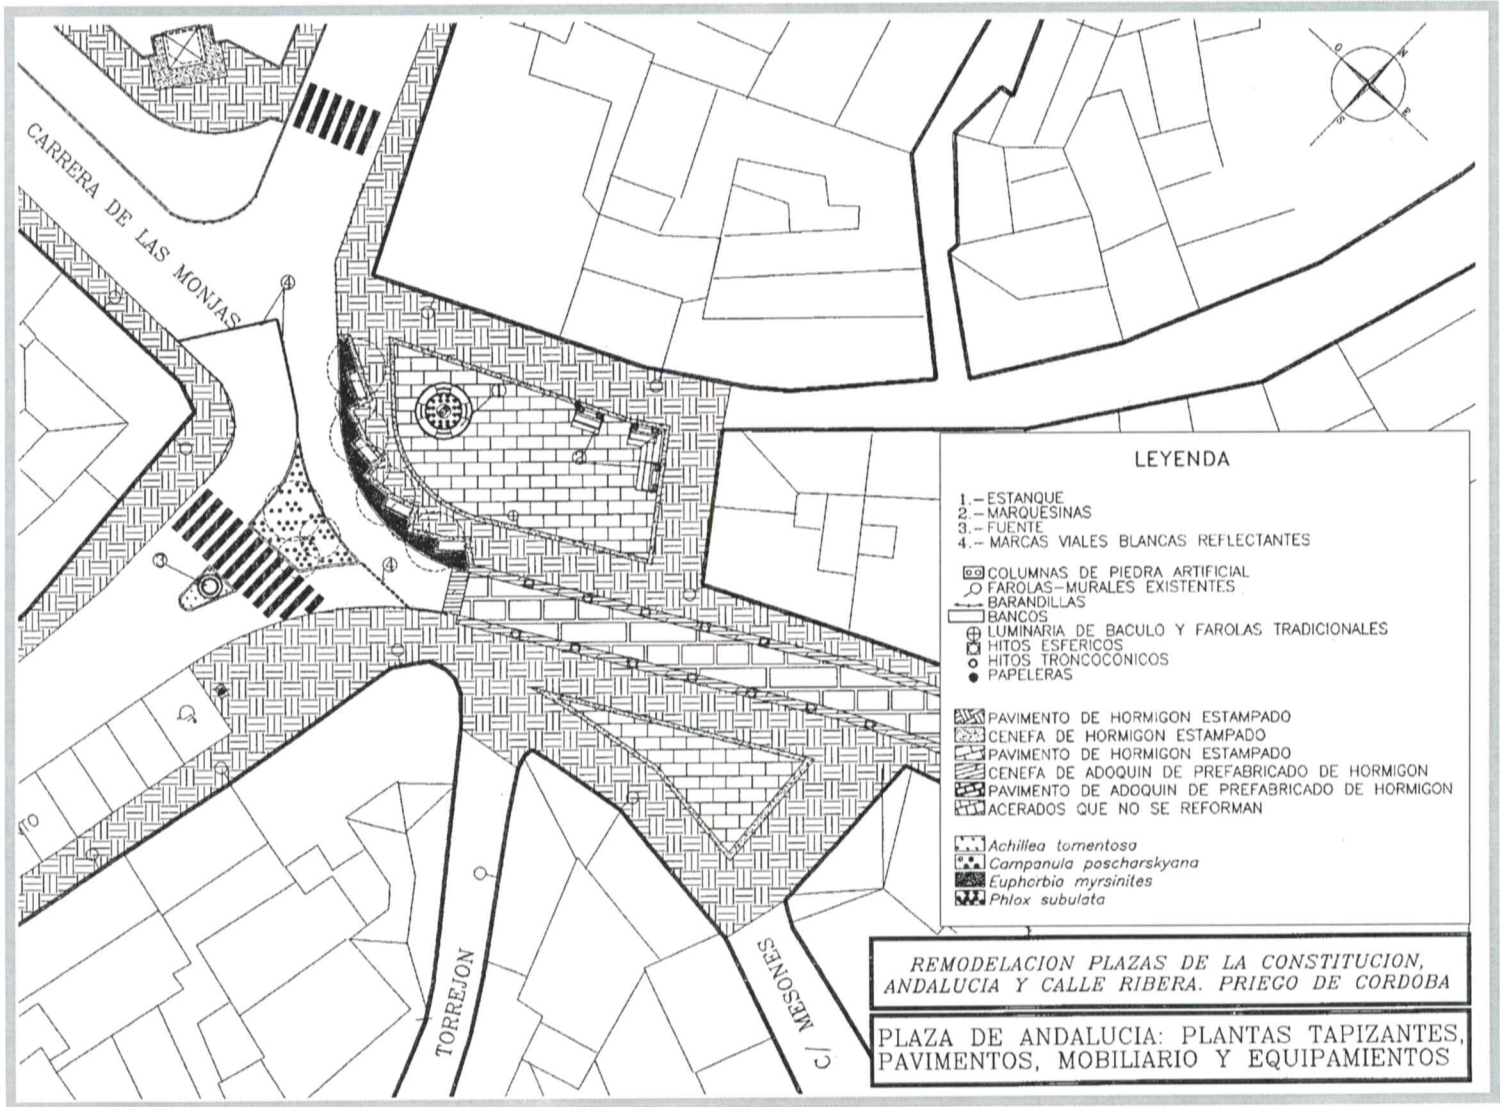 CARRERA DE LAS MONJAS
O
N
S
E
4
1
2
3
4
TORREJON
C/ MESONES
LEYENDA
1.- ESTANQUE
2.- MARQUESINAS
3.- FUENTE
4.- MARCAS VIALES BLANCAS REFLECTANTES
COLUMNAS DE PIEDRA ARTIFICIAL
FAROLAS-MURALES EXISTENTES
BARANDILLAS
BANCOS
LUMINARIA DE BACULO Y FAROLAS TRADICIONALES
HITOS ESFERICOS
HITOS TRONCOCONICOS
PAPELERAS
PAVIMENTO DE HORMIGON ESTAMPADO
CENEFA DE HORMIGON ESTAMPADO
PAVIMENTO DE HORMIGON ESTAMPADO
CENEFA DE ADOQUIN DE PREFABRICADO DE HORMIGON
PAVIMENTO DE ADOQUIN DE PREFABRICADO DE HORMIGON
ACERADOS QUE NO SE REFORMAN
Achillea tomentosa
Campanula poscharskyana
Euphorbia myrsinites
Phlox subulata
REMODELACION PLAZAS DE LA CONSTITUCION,
ANDALUCIA Y CALLE RIBERA. PRIEGO DE CORDOBA
PLAZA DE ANDALUCIA: PLANTAS TAPIZANTES,
PAVIMENTOS, MOBILIARIO Y EQUIPAMIENTOS